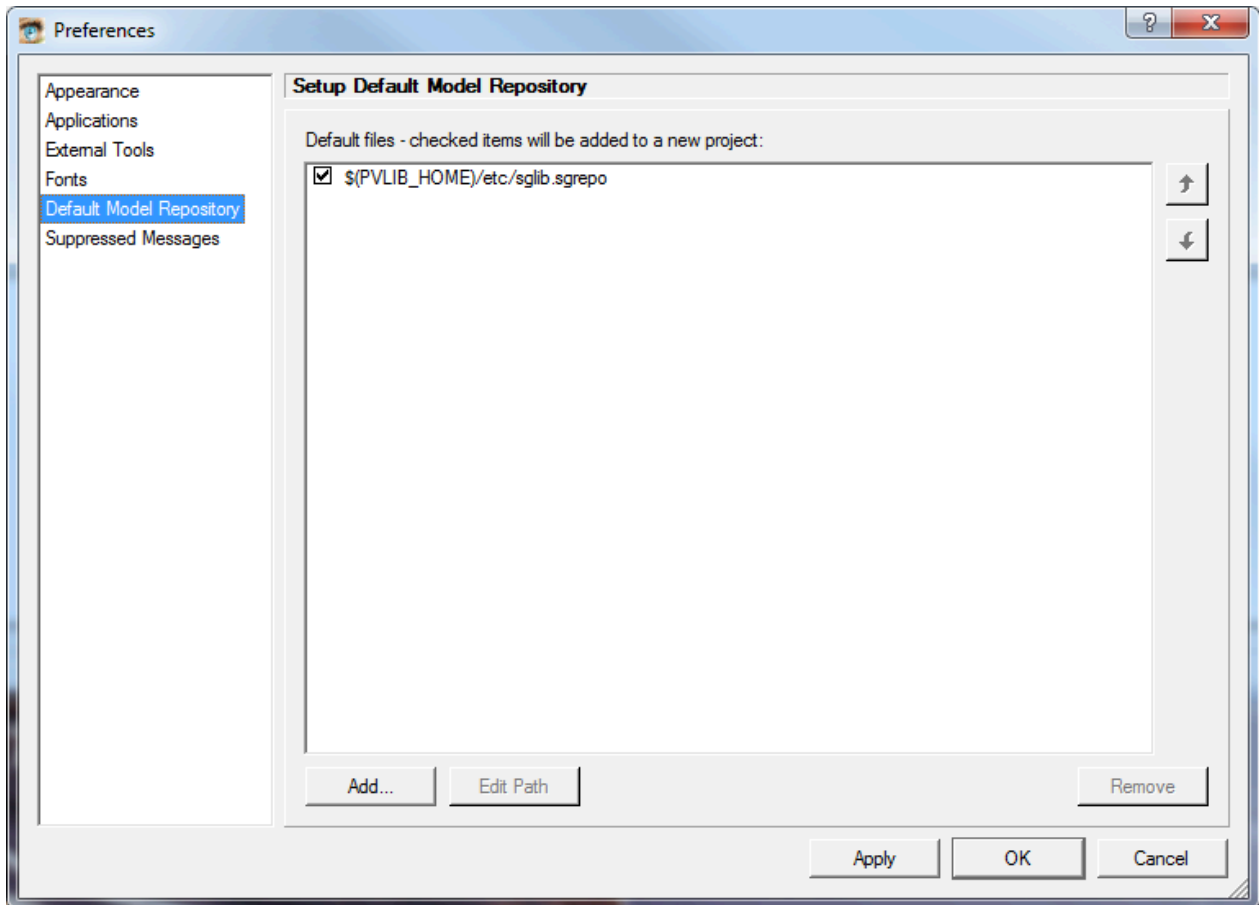 Preferences
?
X
Appearance
Applications
External Tools
Fonts
Default Model Repository
Suppressed Messages
Setup Default Model Repository
Default files - checked items will be added to a new project:
$(PVLIB_HOME)/etc/sglib.sgrepo
Add...
Edit Path
Remove
Apply
OK
Cancel